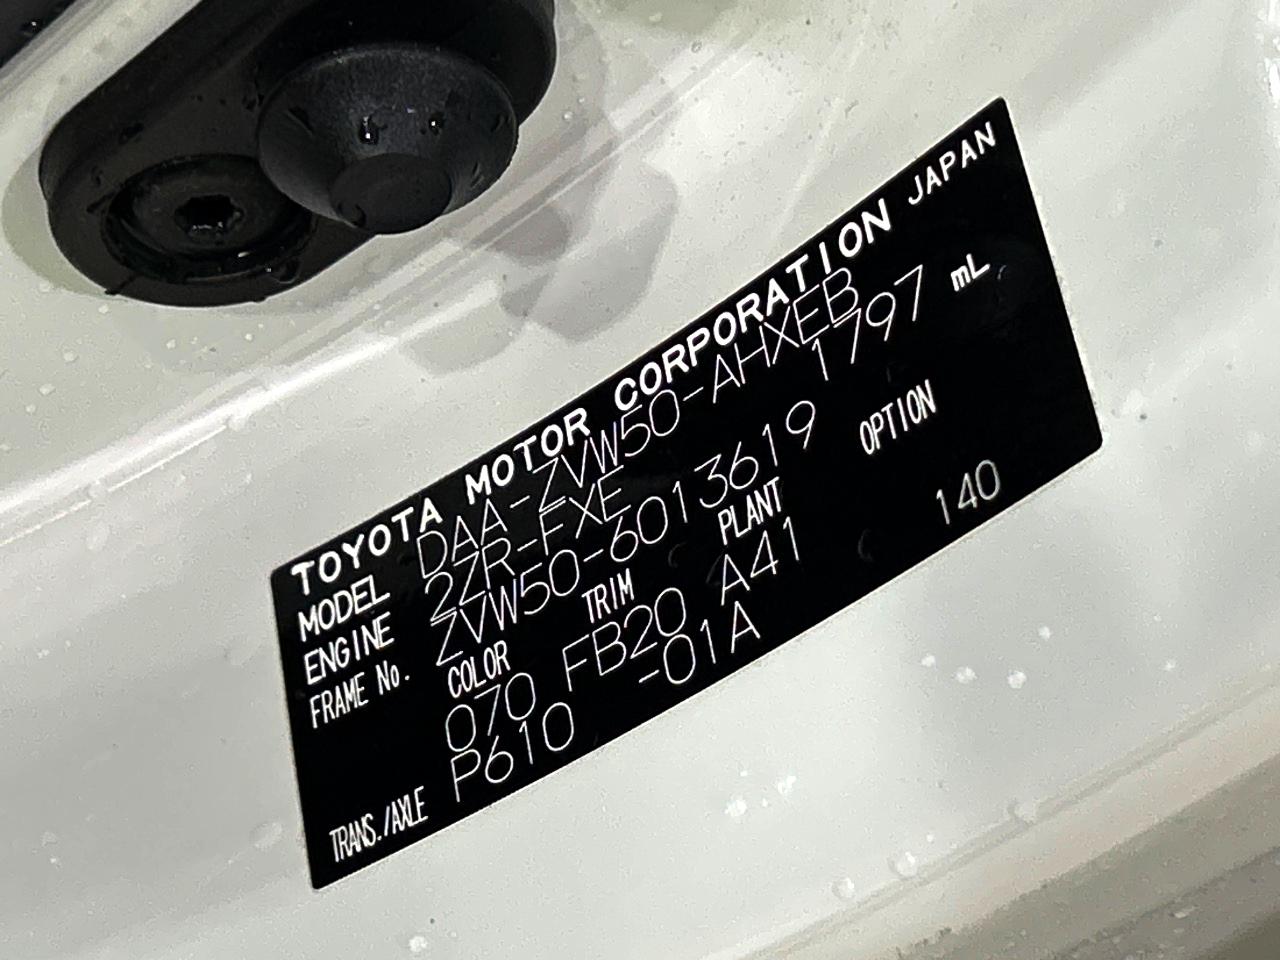 TOYOTA MOTOR CORPORATION JAPAN
MODEL DAA-ZVW50-AHXEB
ENGINE 2ZR-FXE 1797 mL
FRAME No. ZVW50-6013619
COLOR TRIM PLANT OPTION
070 FB20 A41 140
TRANS./AXLE P610 -01A